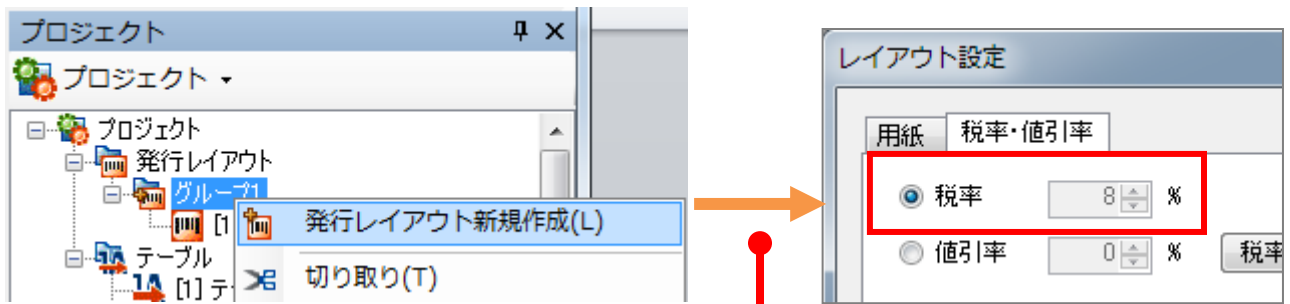 プロジェクト
プロジェクト
プロジェクト
発行レイアウト
グループ1
[1
発行レイアウト新規作成(L)
テーブル
[1] テ
切り取り(T)
レイアウト設定
用紙 税率・値引率
税率 8 %
値引率 0 % 税率